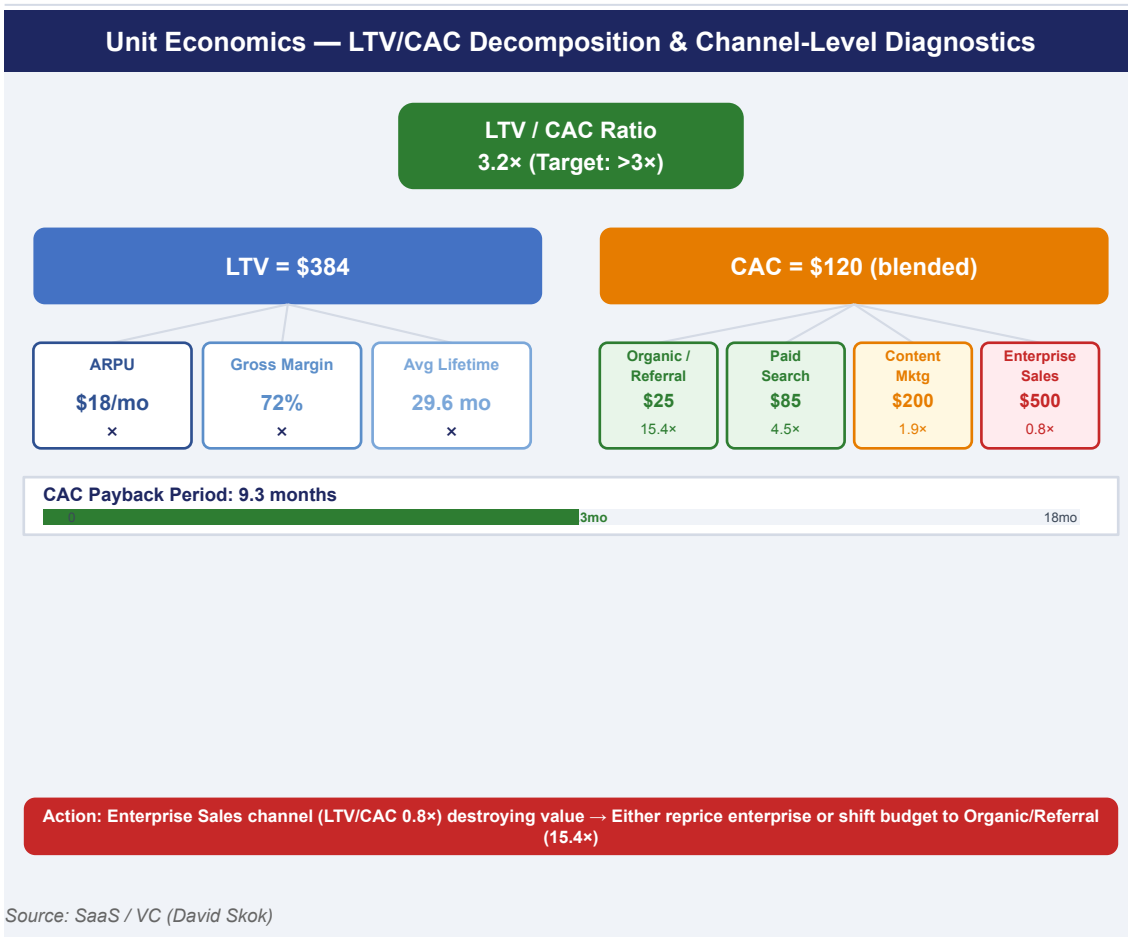 Unit Economics — LTV/CAC Decomposition & Channel-Level Diagnostics
LTV / CAC Ratio
3.2× (Target: >3×)
LTV = $384
CAC = $120 (blended)
ARPU
$18/mo
×
Gross Margin
72%
×
Avg Lifetime
29.6 mo
×
Organic /
Referral
$25
15.4×
Paid
Search
$85
4.5×
Content
Mktg
$200
1.9×
Enterprise
Sales
$500
0.8×
CAC Payback Period: 9.3 months
0
3mo
18mo
Action: Enterprise Sales channel (LTV/CAC 0.8×) destroying value → Either reprice enterprise or shift budget to Organic/Referral
(15.4×)
Source: SaaS / VC (David Skok)